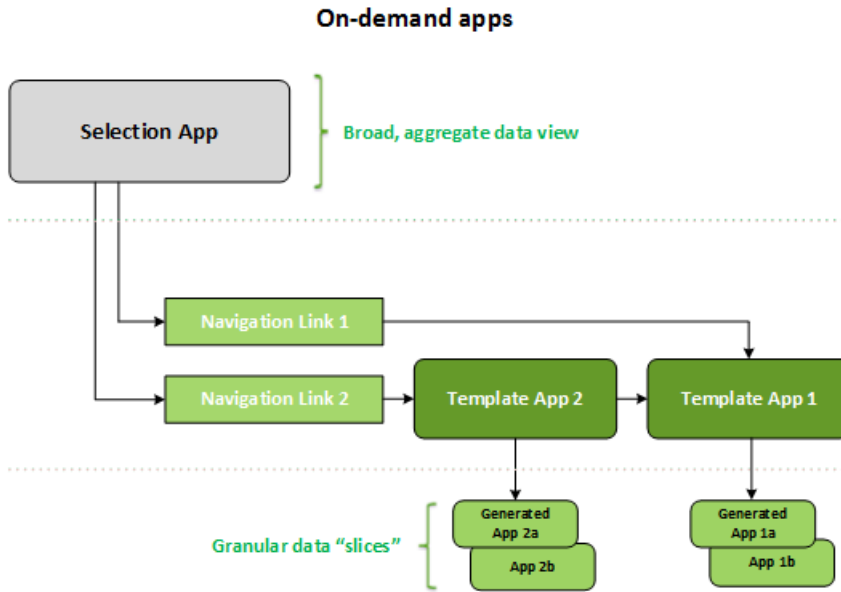 On-demand apps
Selection App
Broad, aggregate data view
Navigation Link 1
Navigation Link 2
Template App 2
Template App 1
Granular data “slices”
Generated
App 2a
App 2b
Generated
App 1a
App 1b